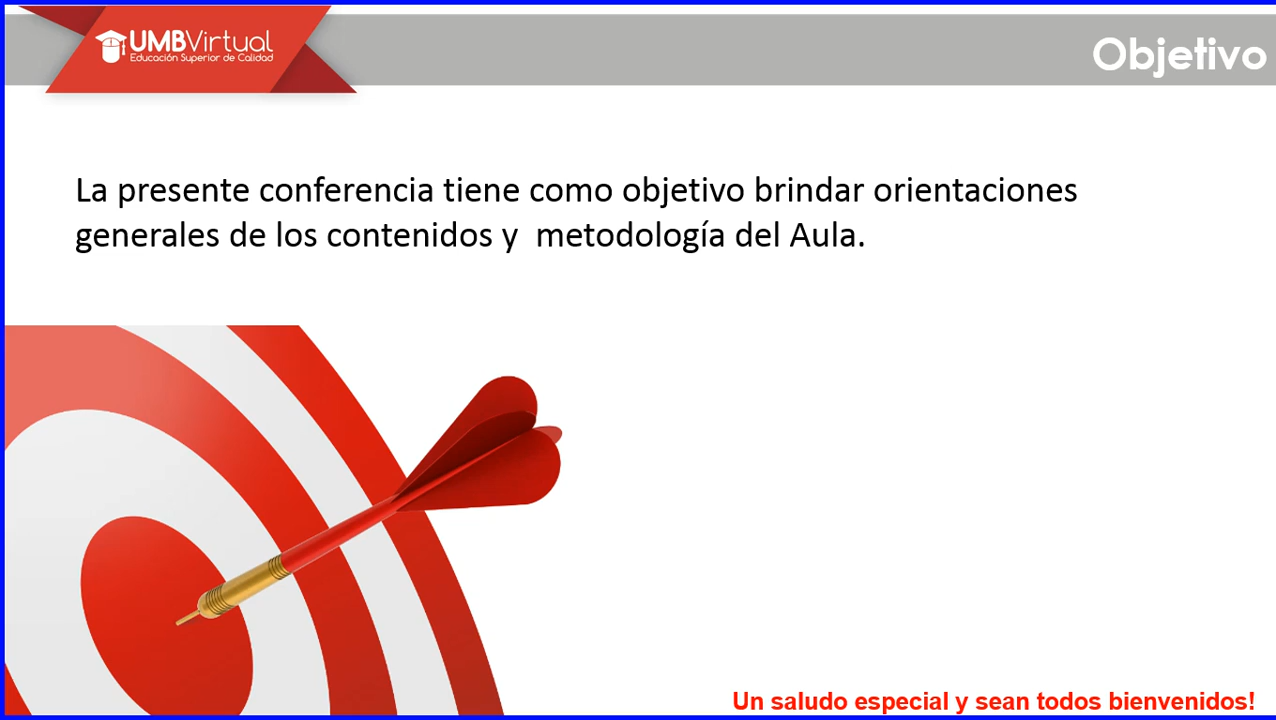 UMBVirtual
Educación Superior de Calidad
Objetivo
La presente conferencia tiene como objetivo brindar orientaciones
generales de los contenidos y  metodología del Aula.
Un saludo especial y sean todos bienvenidos!